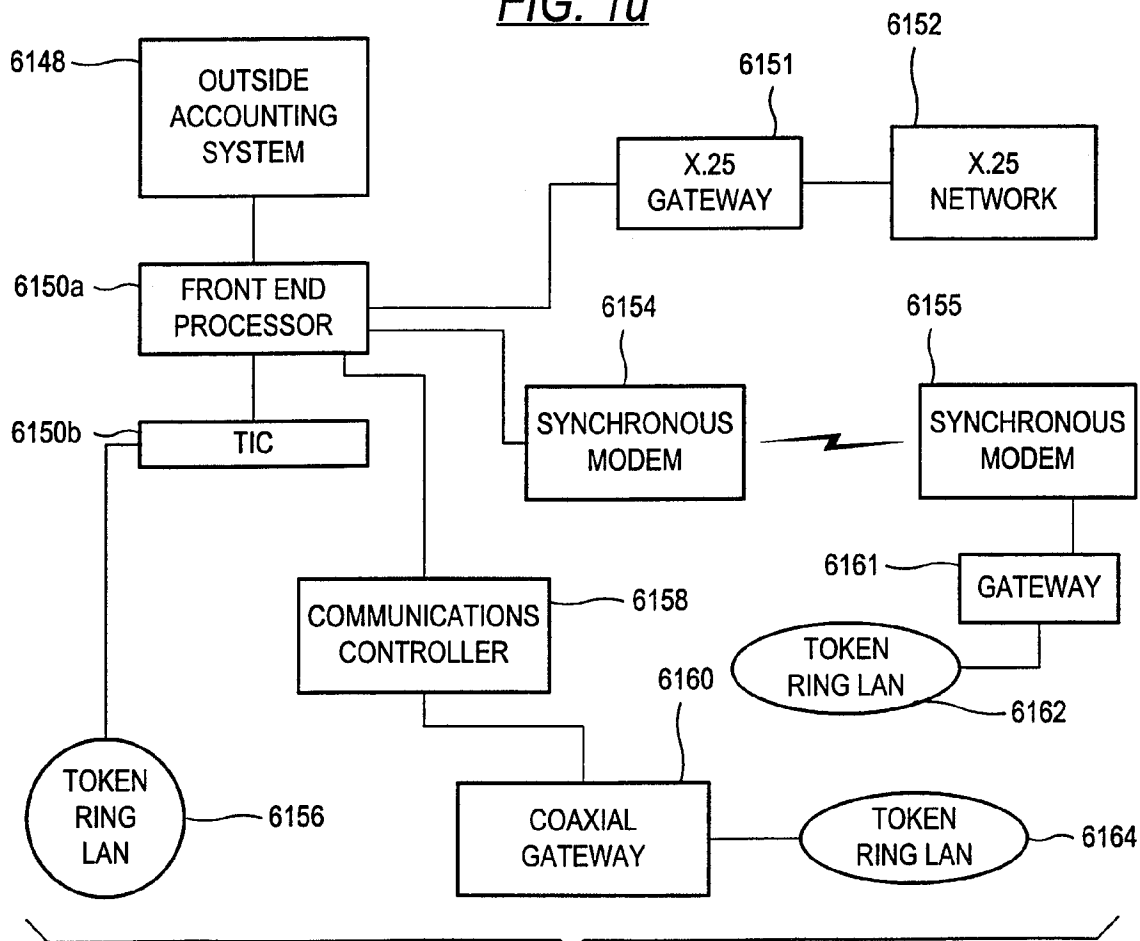 FIG. 1u
6148
OUTSIDE
ACCOUNTING
SYSTEM
6151
6152
X.25
GATEWAY
X.25
NETWORK
6150a
FRONT END
PROCESSOR
6154
6155
6150b
TIC
SYNCHRONOUS
MODEM
SYNCHRONOUS
MODEM
6161
GATEWAY
COMMUNICATIONS
CONTROLLER
6158
TOKEN
RING LAN
6162
6160
TOKEN
RING
LAN
6156
COAXIAL
GATEWAY
TOKEN
RING LAN
6164